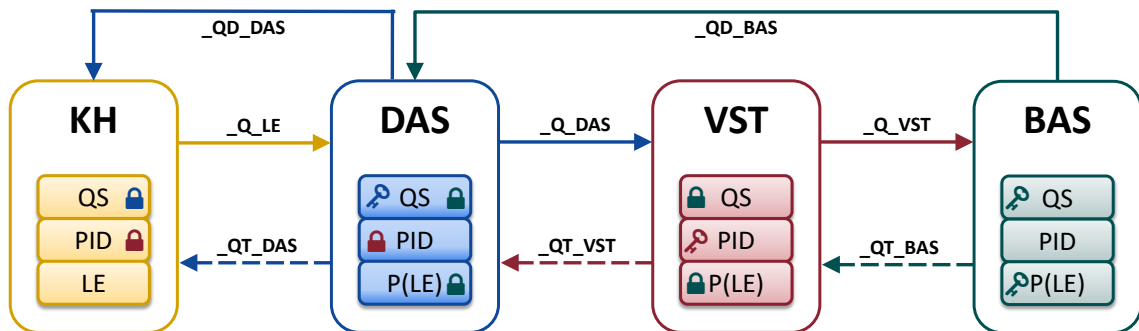 _QD_DAS
_QD_BAS
KH
DAS
VST
BAS
_Q_LE
_Q_DAS
_Q_VST
QS
QS
QS
QS
PID
PID
PID
PID
_QT_DAS
_QT_VST
_QT_BAS
LE
P(LE)
P(LE)
P(LE)